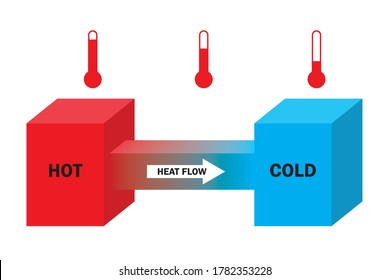 HOT
HEAT FLOW
COLD
shutterstock.com · 1782353228